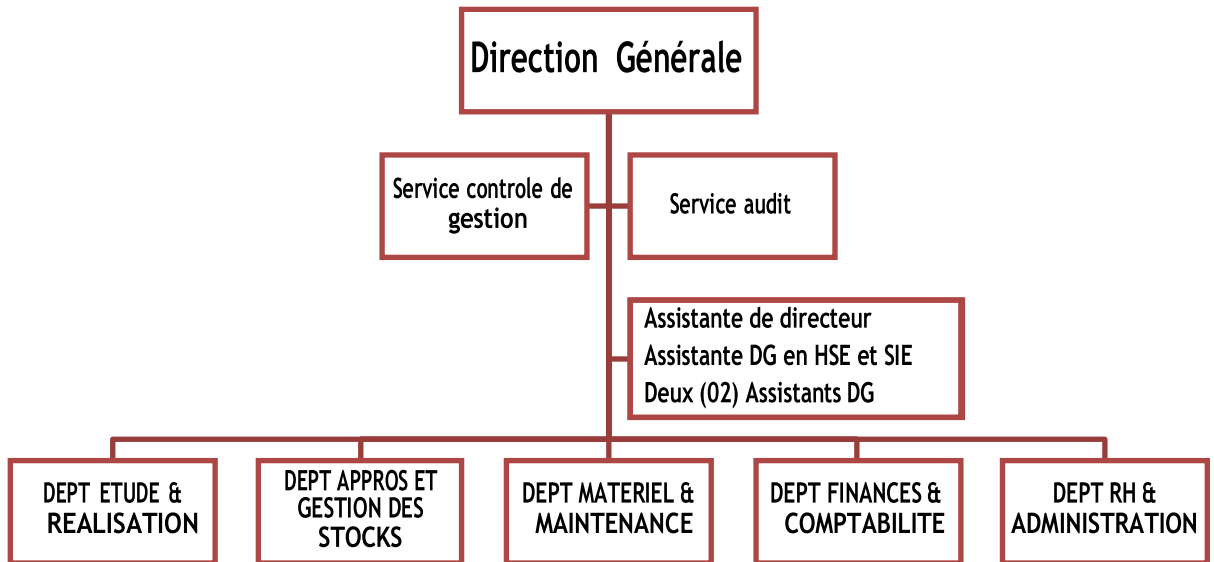 Direction Générale
Service controle de
gestion
Service audit
Assistante de directeur
Assistante DG en HSE et SIE
Deux (02) Assistants DG
DEPT ETUDE &
REALISATION
DEPT APPROS ET
GESTION DES
STOCKS
DEPT MATERIEL &
MAINTENANCE
DEPT FINANCES &
COMPTABILITE
DEPT RH &
ADMINISTRATION